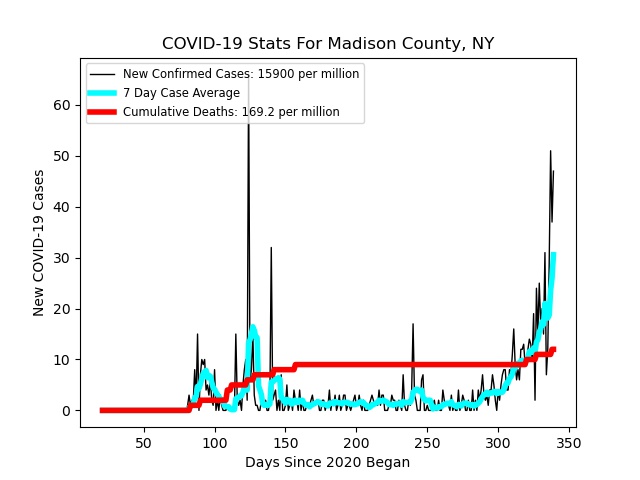 COVID-19 Stats For Madison County, NY
New Confirmed Cases: 15900 per million
7 Day Case Average
Cumulative Deaths: 169.2 per million
New COVID-19 Cases
60
50
40
30
20
10
0
50 100 150 200 250 300 350
Days Since 2020 Began